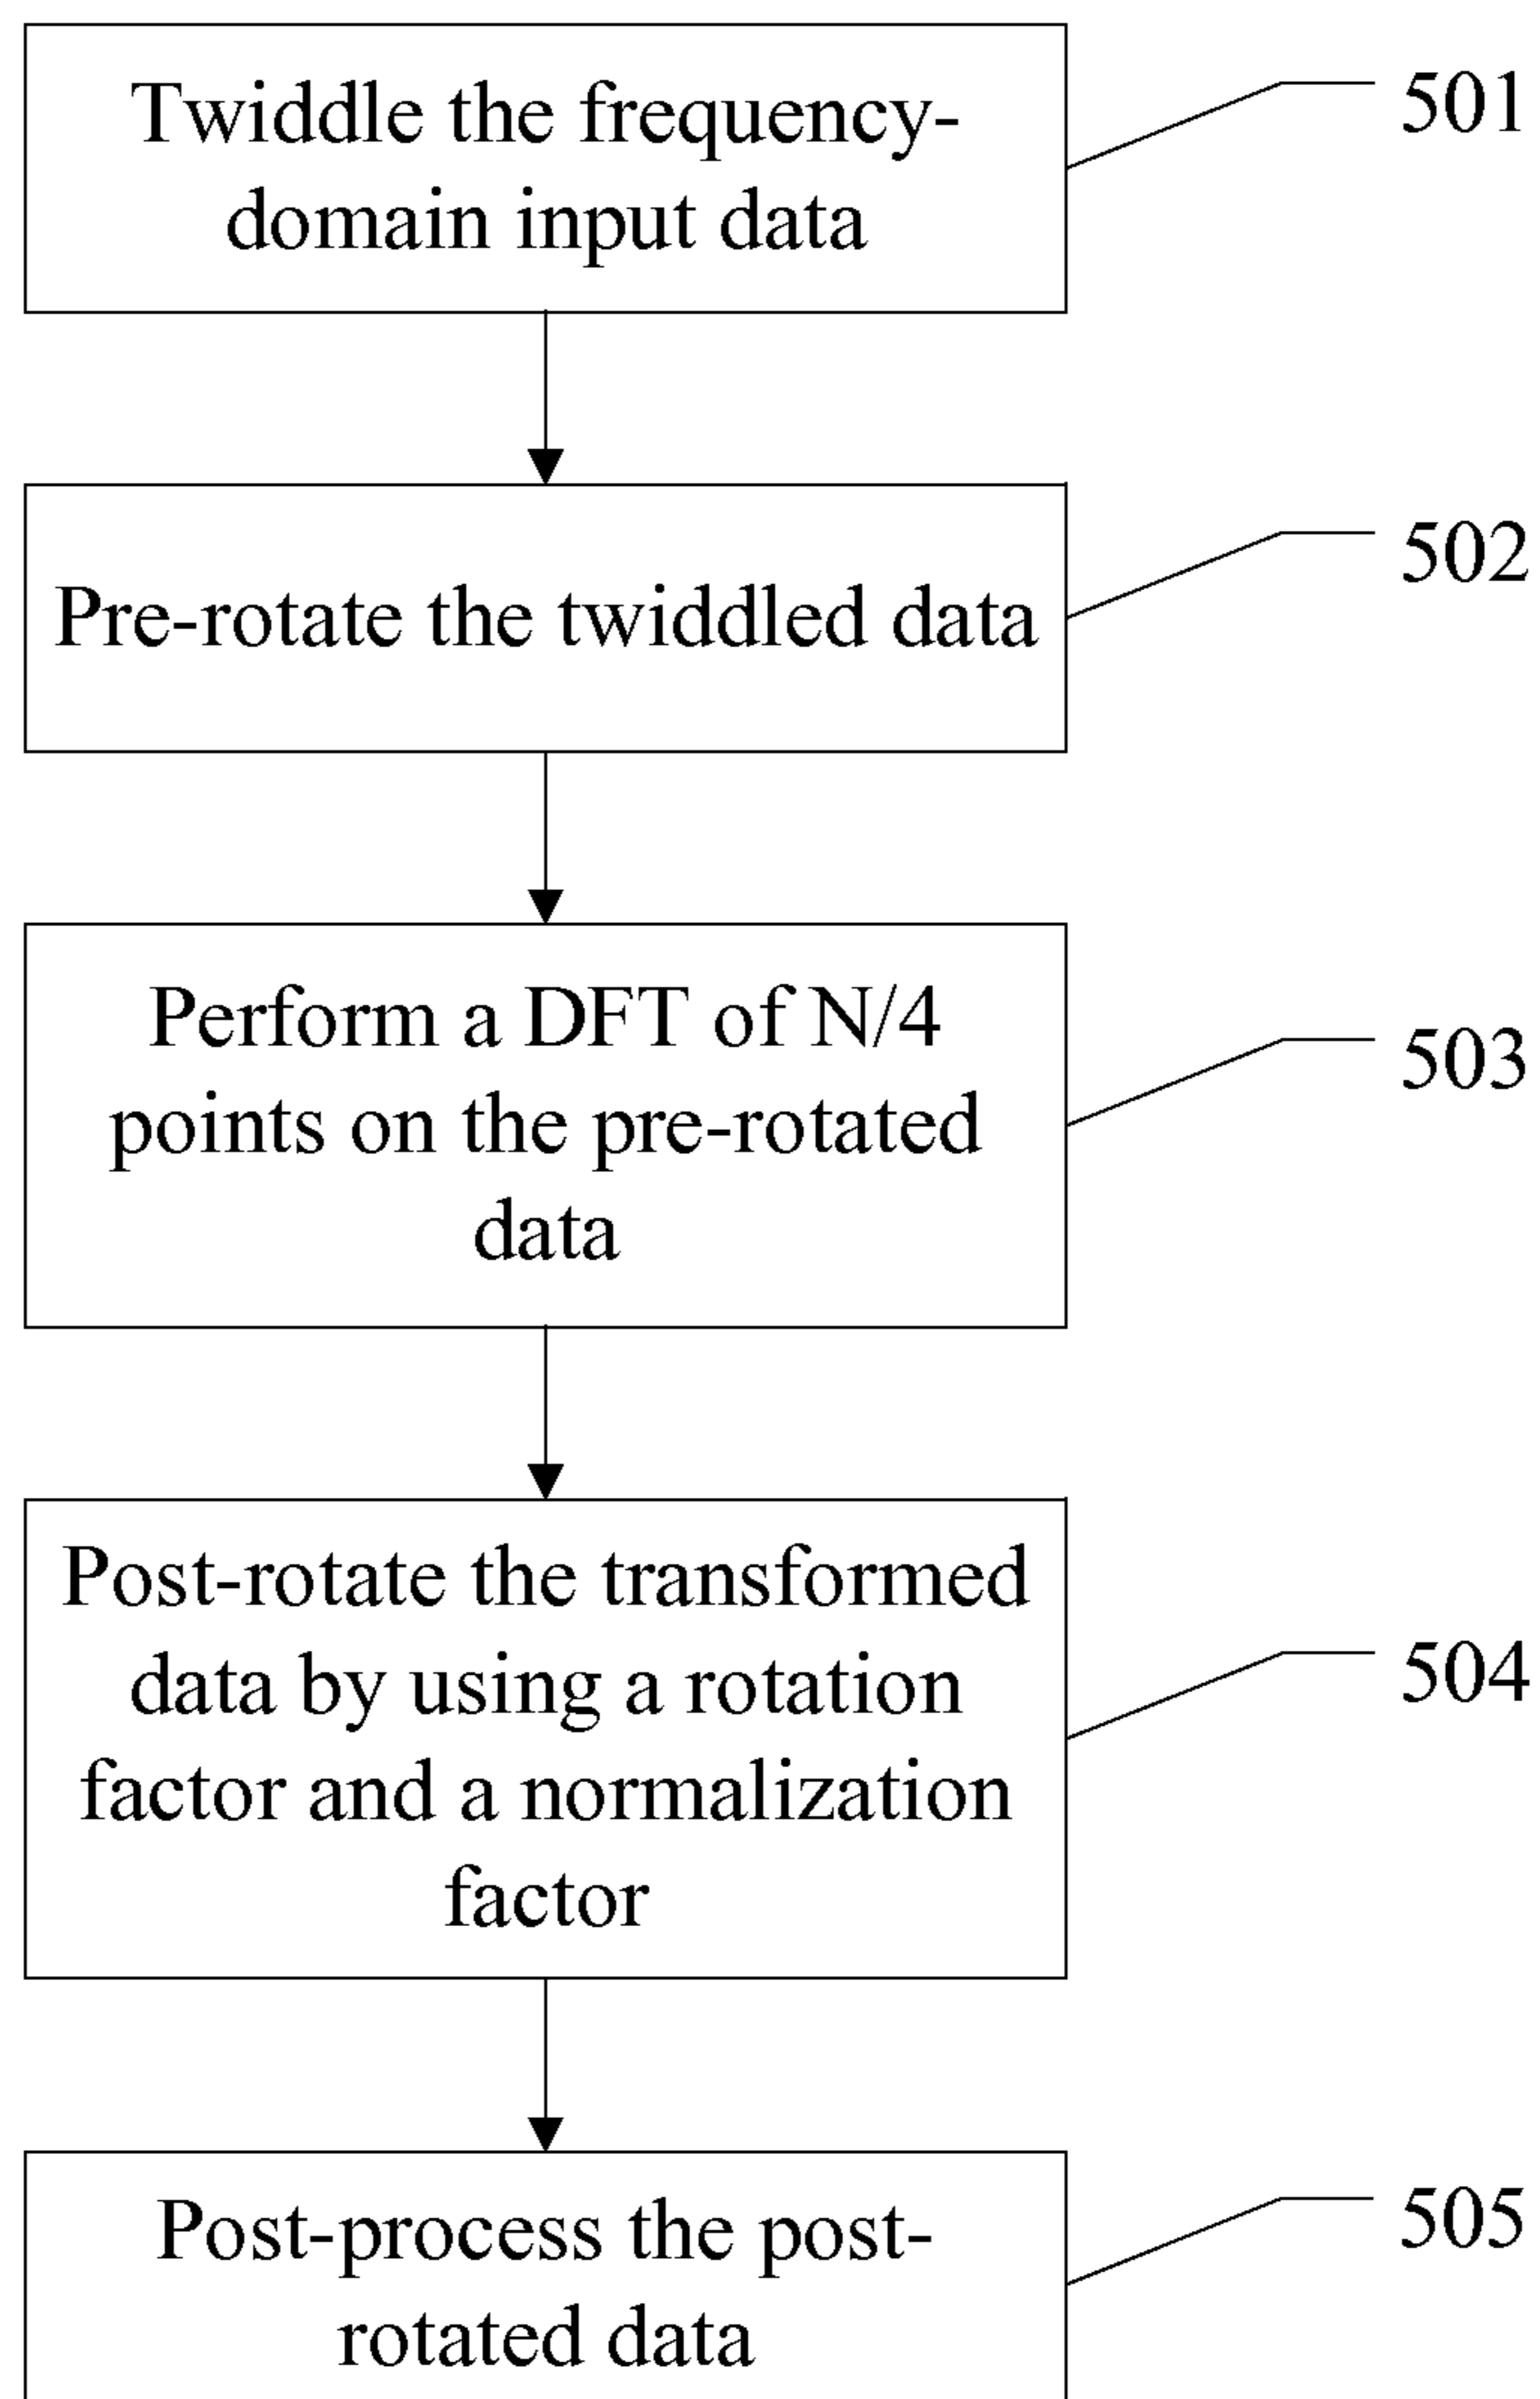 Twiddle the frequency-
domain input data
501
Pre-rotate the twiddled data
502
Perform a DFT of N/4
points on the pre-rotated
data
503
Post-rotate the transformed
data by using a rotation
factor and a normalization
factor
504
Post-process the post-
rotated data
505